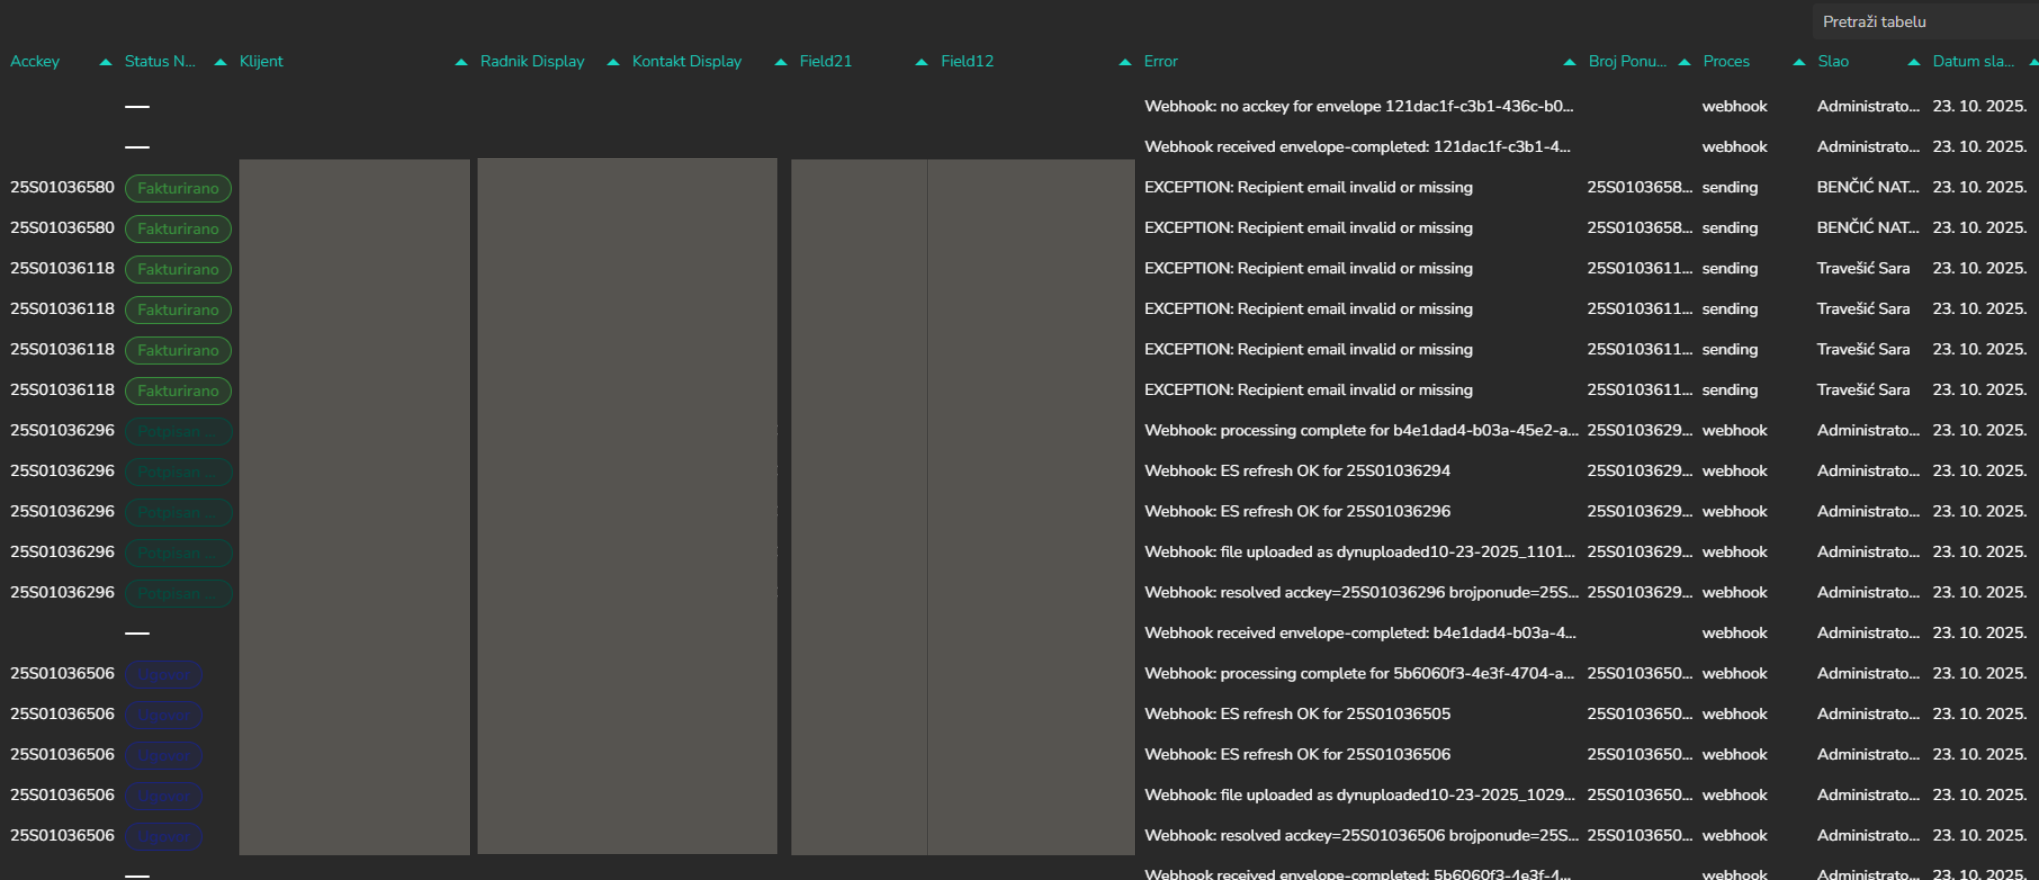 Pretraži tabelu
Acckey Status N... Klijent Radnik Display Kontakt Display Field21 Field12 Error Broj Ponu... Proces Slao Datum sla...
— Webhook: no acckey for envelope 121dac1f-c3b1-436c-b0... webhook Administrato... 23. 10. 2025.
— Webhook received envelope-completed: 121dac1f-c3b1-4... webhook Administrato... 23. 10. 2025.
25S01036580 Fakturirano EXCEPTION: Recipient email invalid or missing 25S0103658... sending BENČIĆ NAT... 23. 10. 2025.
25S01036580 Fakturirano EXCEPTION: Recipient email invalid or missing 25S0103658... sending BENČIĆ NAT... 23. 10. 2025.
25S01036118 Fakturirano EXCEPTION: Recipient email invalid or missing 25S0103611... sending Travešić Sara 23. 10. 2025.
25S01036118 Fakturirano EXCEPTION: Recipient email invalid or missing 25S0103611... sending Travešić Sara 23. 10. 2025.
25S01036118 Fakturirano EXCEPTION: Recipient email invalid or missing 25S0103611... sending Travešić Sara 23. 10. 2025.
25S01036118 Fakturirano EXCEPTION: Recipient email invalid or missing 25S0103611... sending Travešić Sara 23. 10. 2025.
25S01036296 Potpisan ... Webhook: processing complete for b4e1dad4-b03a-45e2-a... 25S0103629... webhook Administrato... 23. 10. 2025.
25S01036296 Potpisan ... Webhook: ES refresh OK for 25S01036294 25S0103629... webhook Administrato... 23. 10. 2025.
25S01036296 Potpisan ... Webhook: ES refresh OK for 25S01036296 25S0103629... webhook Administrato... 23. 10. 2025.
25S01036296 Potpisan ... Webhook: file uploaded as dynuploaded10-23-2025_1101... 25S0103629... webhook Administrato... 23. 10. 2025.
25S01036296 Potpisan ... Webhook: resolved acckey=25S01036296 brojponude=25S... 25S0103629... webhook Administrato... 23. 10. 2025.
— Webhook received envelope-completed: b4e1dad4-b03a-4... webhook Administrato... 23. 10. 2025.
25S01036506 Webhook: processing complete for 5b6060f3-4e3f-4704-a... 25S0103650... webhook Administrato... 23. 10. 2025.
25S01036506 Webhook: ES refresh OK for 25S01036505 25S0103650... webhook Administrato... 23. 10. 2025.
25S01036506 Webhook: ES refresh OK for 25S01036506 25S0103650... webhook Administrato... 23. 10. 2025.
25S01036506 Webhook: file uploaded as dynuploaded10-23-2025_1029... 25S0103650... webhook Administrato... 23. 10. 2025.
25S01036506 Webhook: resolved acckey=25S01036506 brojponude=25S... 25S0103650... webhook Administrato... 23. 10. 2025.
— Webhook received envelope-completed: 5b6060f3-4e3f-4... webhook Administrato... 23. 10. 2025.